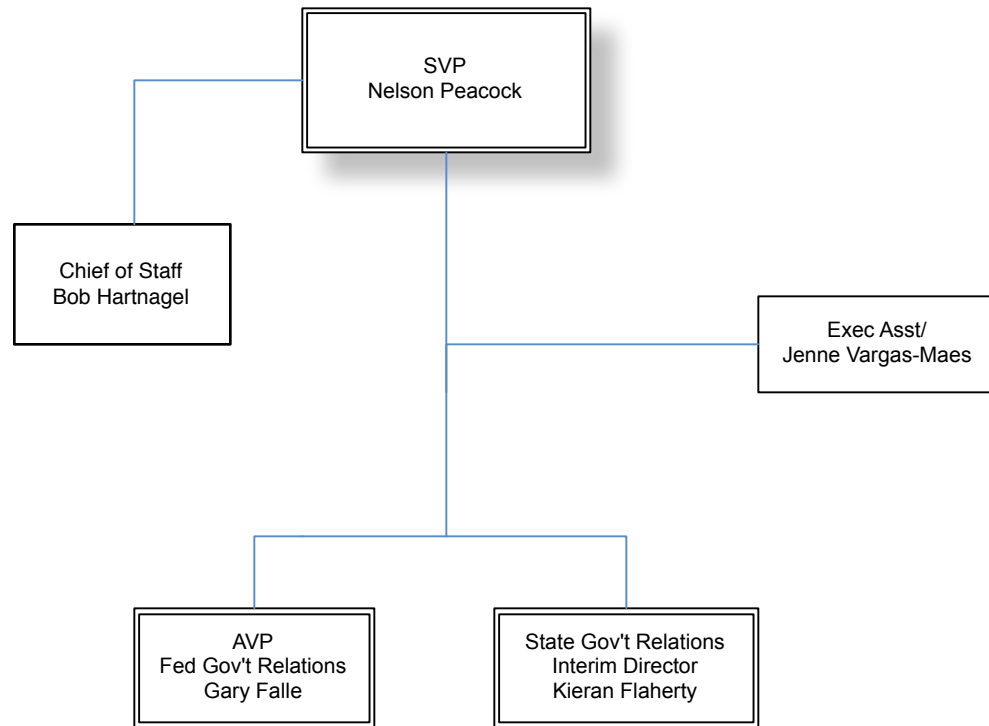 SVP
Nelson Peacock
Chief of Staff
Bob Hartnagel
Exec Asst/
Jenne Vargas-Maes
AVP
Fed Gov't Relations
Gary Falle
State Gov't Relations
Interim Director
Kieran Flaherty